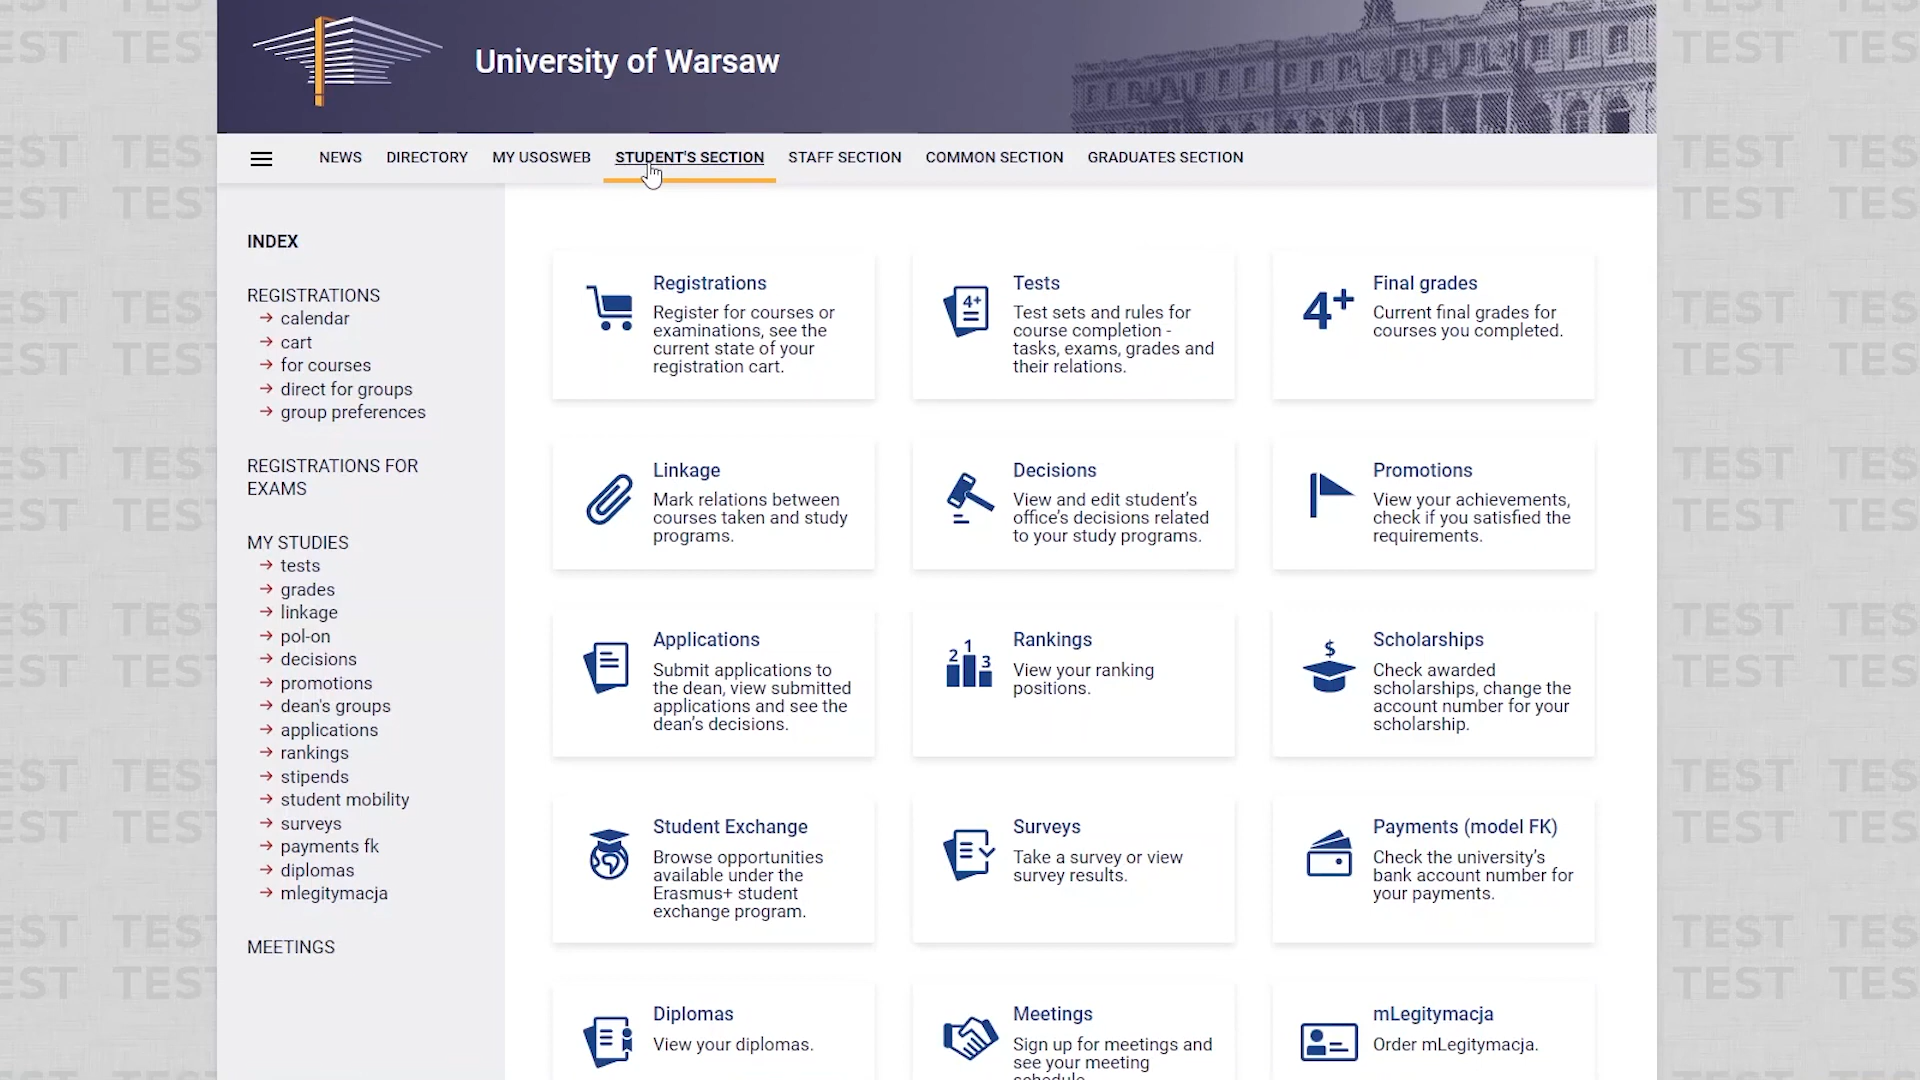 University of Warsaw
NEWS DIRECTORY MY USOSWEB STUDENT'S SECTION STAFF SECTION COMMON SECTION GRADUATES SECTION
INDEX
REGISTRATIONS
calendar
cart
for courses
direct for groups
group preferences
REGISTRATIONS FOR
EXAMS
MY STUDIES
tests
grades
linkage
pol-on
decisions
promotions
dean's groups
applications
rankings
stipends
student mobility
surveys
payments fk
diplomas
mlegitymacja
MEETINGS
Registrations
Register for courses or
examinations, see the
current state of your
registration cart.
4+
Tests
Test sets and rules for
course completion -
tasks, exams, grades and
their relations.
4+
Final grades
Current final grades for
courses you completed.
Linkage
Mark relations between
courses taken and study
programs.
Decisions
View and edit student's
office's decisions related
to your study programs.
Promotions
View your achievements,
check if you satisfied the
requirements.
Applications
Submit applications to
the dean, view submitted
applications and see the
dean's decisions.
2 1 3
Rankings
View your ranking
positions.
$
Scholarships
Check awarded
scholarships, change the
account number for your
scholarship.
Student Exchange
Browse opportunities
available under the
Erasmus+ student
exchange program.
Surveys
Take a survey or view
survey results.
Payments (model FK)
Check the university's
bank account number for
your payments.
Diplomas
View your diplomas.
Meetings
Sign up for meetings and
see your meeting
schedule.
mLegitymacja
Order mLegitymacja.
TEST